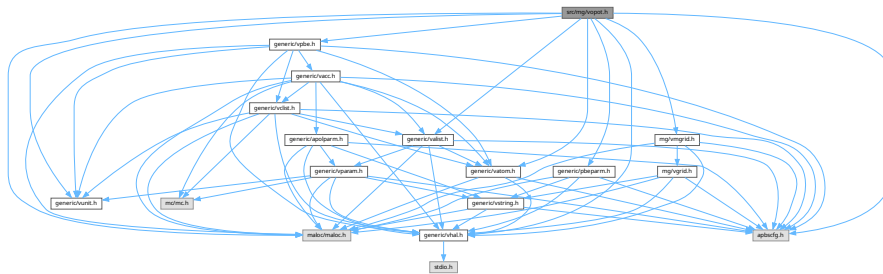 src/mg/vopot.h
generic/vpbe.h
generic/vacc.h
generic/vclist.h
generic/apolparm.h
generic/valist.h
mg/vmgrid.h
generic/vparam.h
generic/vatom.h
generic/pbeparm.h
mg/vgrid.h
generic/vunit.h
mc/mc.h
generic/vstring.h
maloc/maloc.h
generic/vhal.h
apbscfg.h
stdio.h